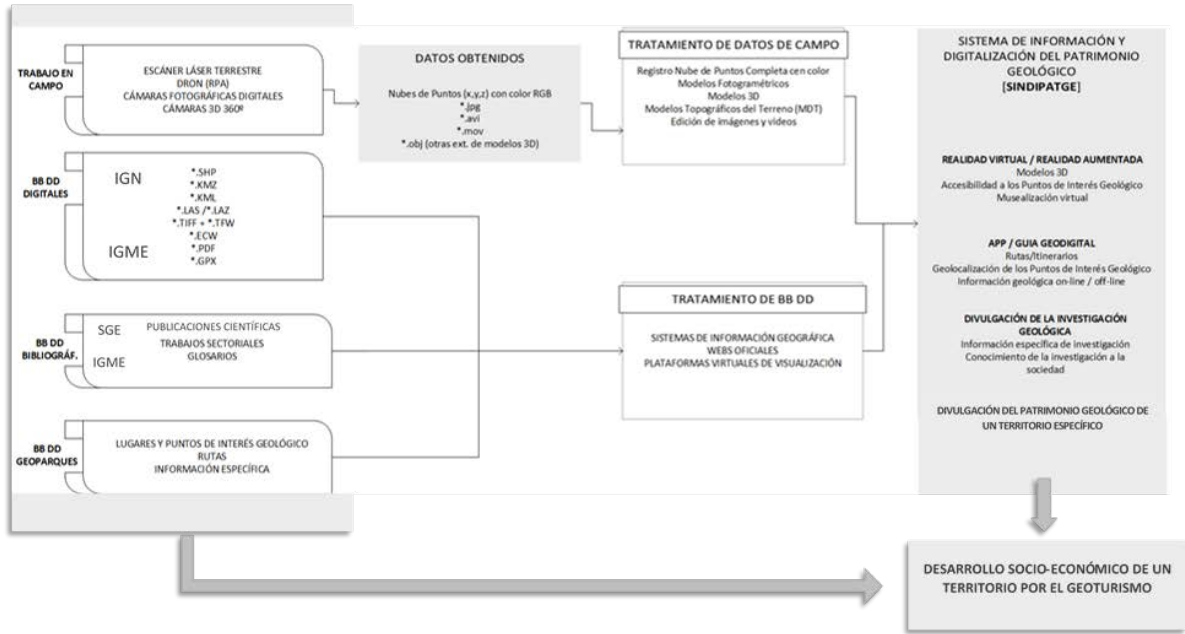 TRABAJO EN
CAMPO
ESCÁNER LÁSER TERRESTRE
DRON (RPA)
CÁMARAS FOTOGRÁFICAS DIGITALES
CÁMARAS 3D 360º
DATOS OBTENIDOS
Nubes de Puntos (x,y,z) con color RGB
*.jpg
*.avi
*.mov
*.obj (otras ext. de modelos 3D)
TRATAMIENTO DE DATOS DE CAMPO
Registro Nube de Puntos Completa cen color
Modelos Fotogramétricos
Modelos 3D
Modelos Topográficos del Terreno (MDT)
Edición de imágenes y videos
BB DD
DIGITALES
IGN
IGME
*.SHP
*.KMZ
*.KML
*.LAS /*.LAZ
*.TIFF + *.TFW
*.ECW
*.PDF
*.GPX
BB DD
BIBLIOGRÁF.
SGE
IGME
PUBLICACIONES CIENTÍFICAS
TRABAJOS SECTORIALES
GLOSARIOS
BB DD
GEOPARQUES
LUGARES Y PUNTOS DE INTERÉS GEOLÓGICO
RUTAS
INFORMACIÓN ESPECÍFICA
TRATAMIENTO DE BB DD
SISTEMAS DE INFORMACIÓN GEOGRÁFICA
WEBS OFICIALES
PLATAFORMAS VIRTUALES DE VISUALIZACIÓN
SISTEMA DE INFORMACIÓN Y
DIGITALIZACIÓN DEL PATRIMONIO
GEOLÓGICO
[SINDIPATGE]
REALIDAD VIRTUAL / REALIDAD AUMENTADA
Modelos 3D
Accesibilidad a los Puntos de Interés Geológico
Musealización virtual
APP / GUIA GEODIGITAL
Rutas/Itinerarios
Geolocalización de los Puntos de Interés Geológico
Información geológica on-line / off-line
DIVULGACIÓN DE LA INVESTIGACIÓN
GEOLÓGICA
Información específica de investigación
Conocimiento de la investigación a la
sociedad
DIVULGACIÓN DEL PATRIMONIO GEOLÓGICO DE
UN TERRITORIO ESPECÍFICO
DESARROLLO SOCIO-ECONÓMICO DE UN
TERRITORIO POR EL GEOTURISMO